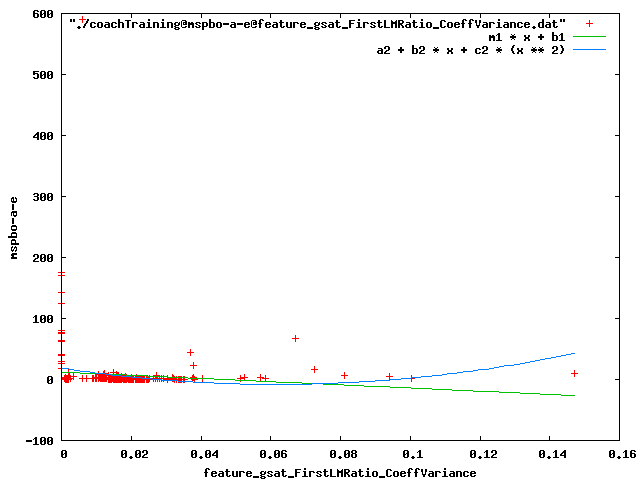 600
"./coachTraining@mspbo-a-e@feature_gsat_FirstLMRatio_CoeffVariance.dat"
m1 * x + b1
a2 + b2 * x + c2 * (x ** 2)
500
400
300
200
100
0
-100
mspbo-a-e
0 0.02 0.04 0.06 0.08 0.1 0.12 0.14 0.16
feature_gsat_FirstLMRatio_CoeffVariance